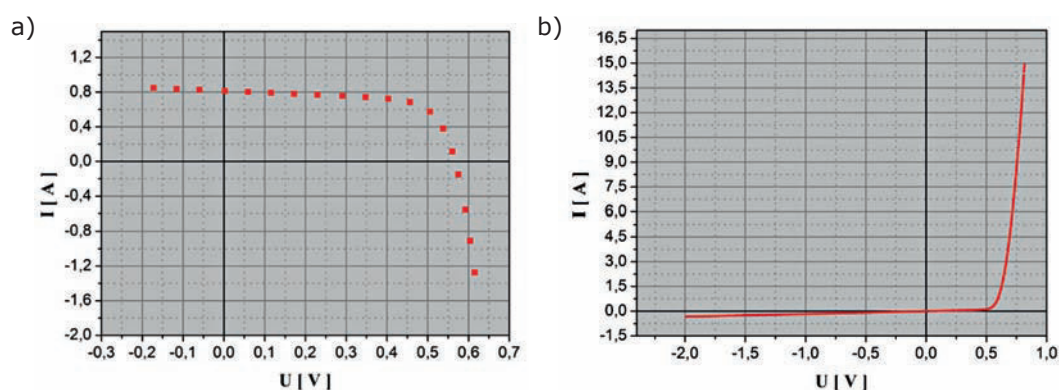 a)
1,2
0,8
0,4
0,0
-0,4
-0,8
-1,2
-1,6
-2,0
I [ A ]
-0,3 -0,2 -0,1 0,0 0,1 0,2 0,3 0,4 0,5 0,6 0,7
U [ V ]
b)
16,5
15,0
13,5
12,0
10,5
9,0
7,5
6,0
4,5
3,0
1,5
0,0
-1,5
I [ A ]
-2,0 -1,5 -1,0 -0,5 0,0 0,5 1,0
U [ V ]